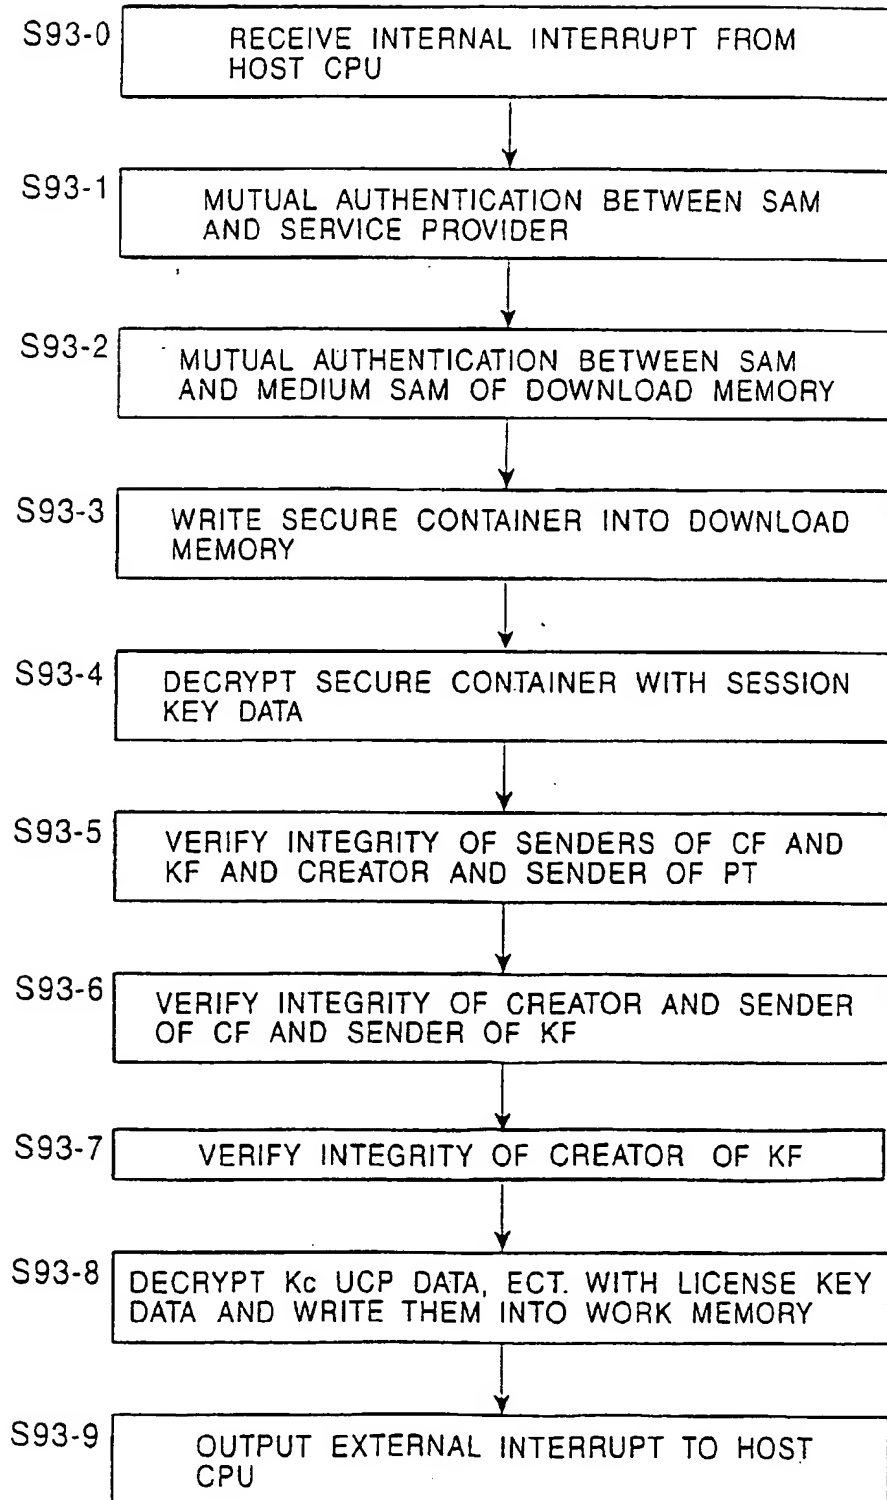 S93-0
RECEIVE INTERNAL INTERRUPT FROM
HOST CPU
S93-1
MUTUAL AUTHENTICATION BETWEEN SAM
AND SERVICE PROVIDER
S93-2
MUTUAL AUTHENTICATION BETWEEN SAM
AND MEDIUM SAM OF DOWNLOAD MEMORY
S93-3
WRITE SECURE CONTAINER INTO DOWNLOAD
MEMORY
S93-4
DECRYPT SECURE CONTAINER WITH SESSION
KEY DATA
S93-5
VERIFY INTEGRITY OF SENDERS OF CF AND
KF AND CREATOR AND SENDER OF PT
S93-6
VERIFY INTEGRITY OF CREATOR AND SENDER
OF CF AND SENDER OF KF
S93-7
VERIFY INTEGRITY OF CREATOR OF KF
S93-8
DECRYPT Kc UCP DATA, ECT. WITH LICENSE KEY
DATA AND WRITE THEM INTO WORK MEMORY
S93-9
OUTPUT EXTERNAL INTERRUPT TO HOST
CPU